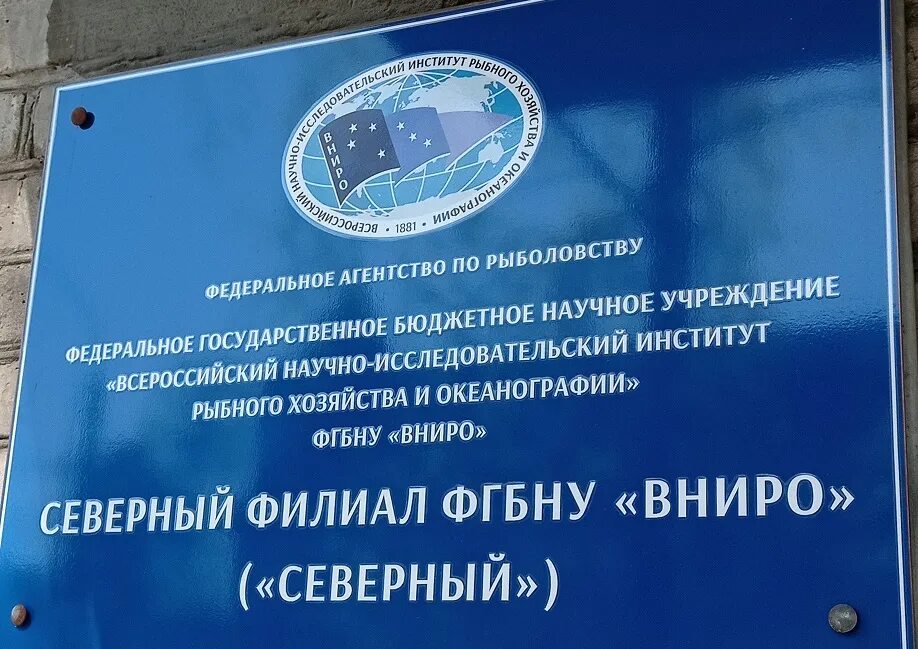 ВСЕРОССИЙСКИЙ НАУЧНО-ИССЛЕДОВАТЕЛЬСКИЙ ИНСТИТУТ РЫБНОГО ХОЗЯЙСТВА И ОКЕАНОГРАФИИ
• 1881 •
ВНИРО
ФЕДЕРАЛЬНОЕ АГЕНТСТВО ПО РЫБОЛОВСТВУ
ФЕДЕРАЛЬНОЕ ГОСУДАРСТВЕННОЕ БЮДЖЕТНОЕ НАУЧНОЕ УЧРЕЖДЕНИЕ
«ВСЕРОССИЙСКИЙ НАУЧНО-ИССЛЕДОВАТЕЛЬСКИЙ ИНСТИТУТ
РЫБНОГО ХОЗЯЙСТВА И ОКЕАНОГРАФИИ»
ФГБНУ «ВНИРО»
СЕВЕРНЫЙ ФИЛИАЛ ФГБНУ «ВНИРО»
(«СЕВЕРНЫЙ»)